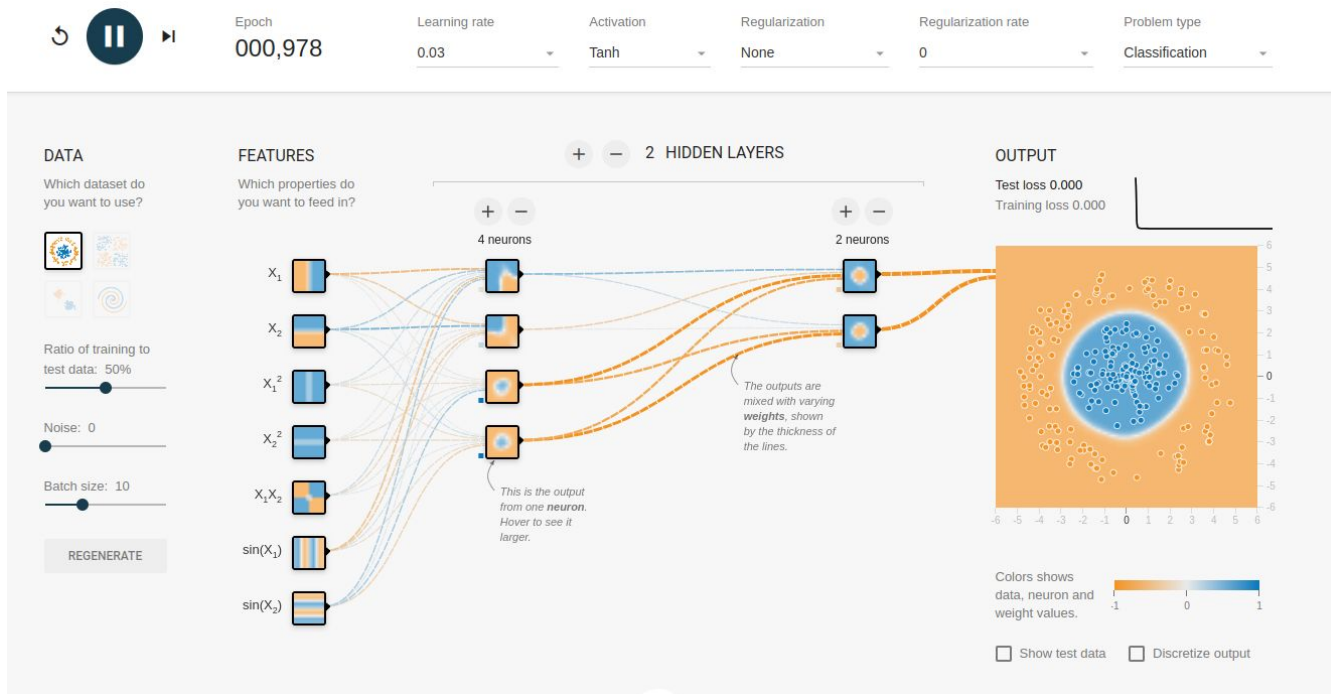 Epoch
000,978
Learning rate
0.03
Activation
Tanh
Regularization
None
Regularization rate
0
Problem type
Classification
DATA
Which dataset do
you want to use?
Ratio of training to
test data: 50%
Noise: 0
Batch size: 10
REGENERATE
FEATURES
Which properties do
you want to feed in?
X₁
X₂
X₁²
X₂²
X₁X₂
sin(X₁)
sin(X₂)
+ − 2 HIDDEN LAYERS
+ −
4 neurons
+ −
2 neurons
This is the output
from one neuron.
Hover to see it
larger.
The outputs are
mixed with varying
weights, shown
by the thickness of
the lines.
OUTPUT
Test loss 0.000
Training loss 0.000
6
5
4
3
2
1
0
-1
-2
-3
-4
-5
-6
-6 -5 -4 -3 -2 -1 0 1 2 3 4 5 6
Colors shows
data, neuron and
weight values.
-1 0 1
Show test data
Discretize output